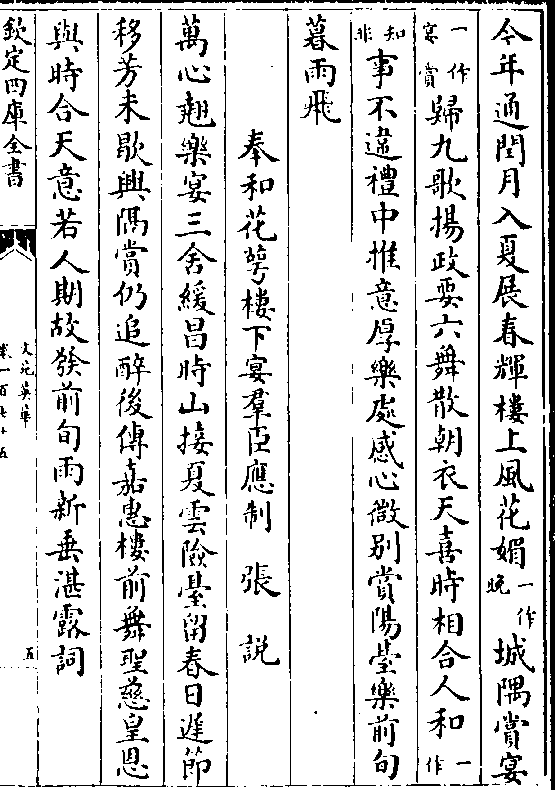 今年通閏月入夏展春輝樓上風花媚一作晚城隅賞宴
一作宴賞歸九歌揚政要六舞散朝衣天喜時相合人和一作
知非事不違禮中推意厚樂處感心微别賞陽臺樂前旬
暮雨飛
奉和花萼樓下宴羣臣應制 張說
萬心翹樂宴三舍緩昌時山接夏雲險臺留春日遲節
移芳未歇興隅賞仍追醉後傳嘉惠樓前舞聖慈皇恩
與時合天意若人期故發前旬雨新垂湛露詞
欽定四庫全書
文苑英華
卷一百七十五
五